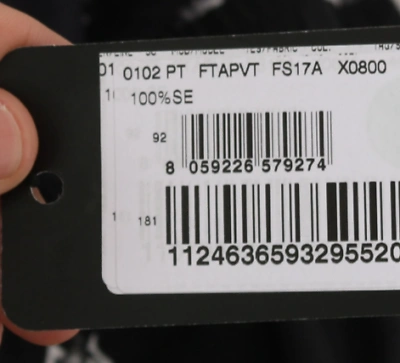 01 0102 PT FTAPVT FS17A X0800
100%SE
92
8 059226 579274
181
1124636593295520